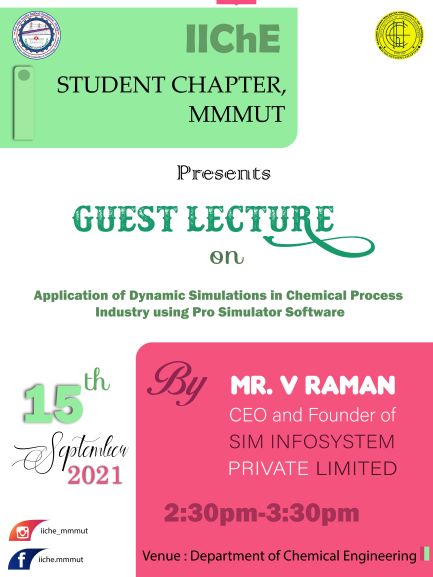 IIChE
STUDENT CHAPTER,
MMMUT
Presents
GUEST LECTURE
on
Application of Dynamic Simulations in Chemical Process
Industry using Pro Simulator Software
15th
September
2021
By MR. V RAMAN
CEO and Founder of
SIM INFOSYSTEM
PRIVATE LIMITED
2:30pm-3:30pm
iiche_mmmut
iiche.mmmut
Venue : Department of Chemical Engineering